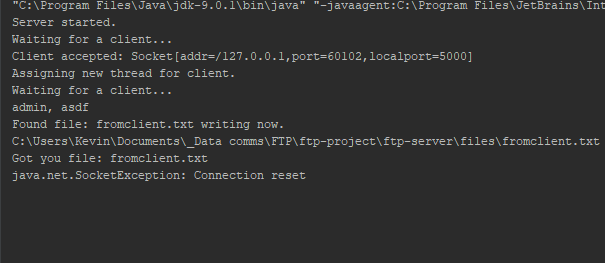 "C:\Program Files\Java\jdk-9.0.1\bin\java" "-javaagent:C:\Program Files\JetBrains\Int
Server started.
Waiting for a client...
Client accepted: Socket[addr=/127.0.0.1,port=60102,localport=5000]
Assigning new thread for client.
Waiting for a client...
admin, asdf
Found file: fromclient.txt writing now.
C:\Users\Kevin\Documents\_Data comms\FTP\ftp-project\ftp-server\files\fromclient.txt
Got you file: fromclient.txt
java.net.SocketException: Connection reset